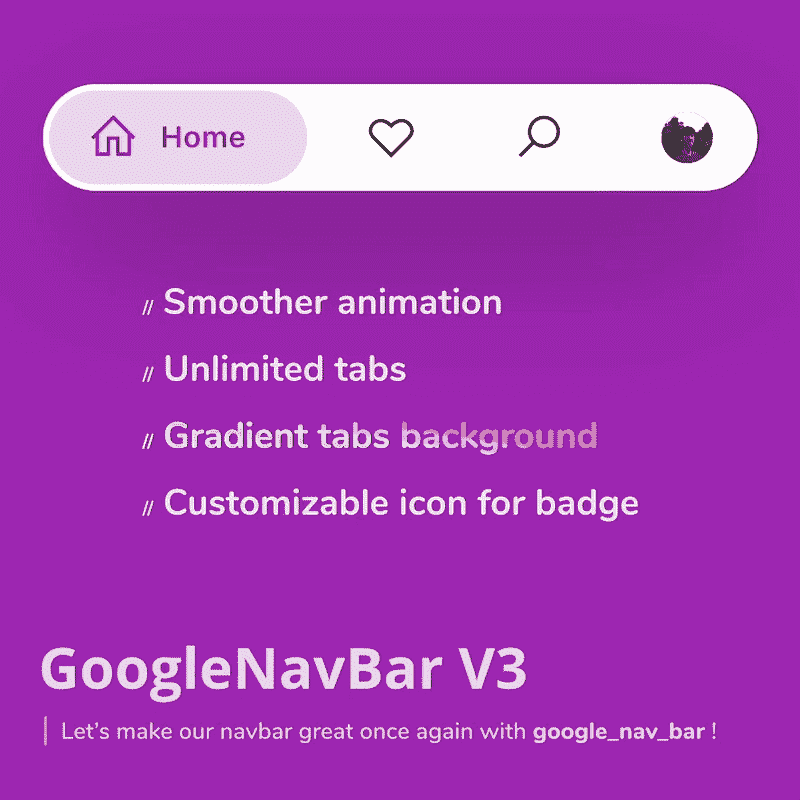 Home
// Smoother animation
// Unlimited tabs
// Gradient tabs background
// Customizable icon for badge
GoogleNavBar V3
Let's make our navbar great once again with google_nav_bar !